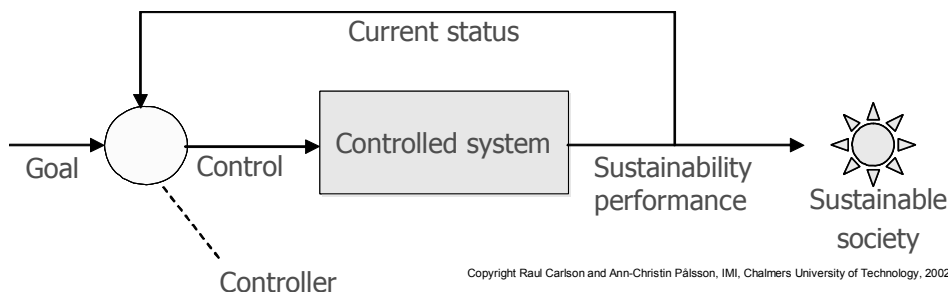 Current status
Controlled system
Goal
Control
Sustainability
performance
Sustainable
society
Controller
Copyright Raul Carlson and Ann-Christin Pålsson, IMI, Chalmers University of Technology, 2002